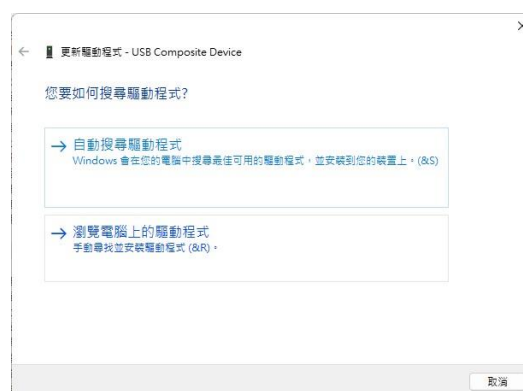 更新驅動程式 - USB Composite Device
您要如何搜尋驅動程式?
自動搜尋驅動程式
Windows 會在您的電腦中搜尋最佳可用的驅動程式，並安裝到您的裝置上。(&S)
瀏覽電腦上的驅動程式
手動尋找並安裝驅動程式 (&R)。
取消